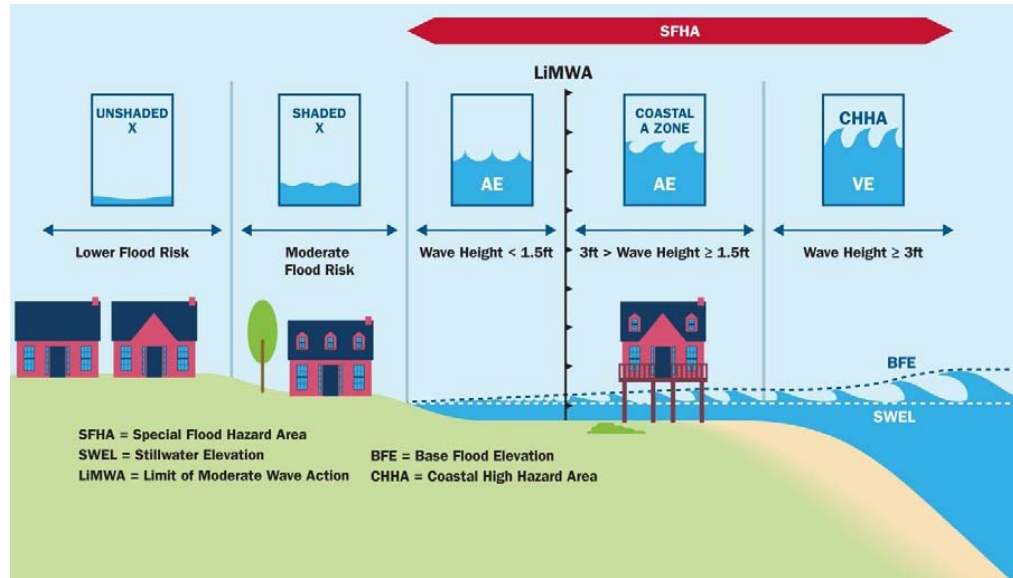 SFHA
LiMWA
UNSHADED
X
SHADED
X
AE
COASTAL
A ZONE
AE
CHHA
VE
Lower Flood Risk
Moderate
Flood Risk
Wave Height < 1.5ft
3ft > Wave Height ≥ 1.5ft
Wave Height ≥ 3ft
BFE
SWEL
SFHA = Special Flood Hazard Area
SWEL = Stillwater Elevation
LiMWA = Limit of Moderate Wave Action
BFE = Base Flood Elevation
CHHA = Coastal High Hazard Area